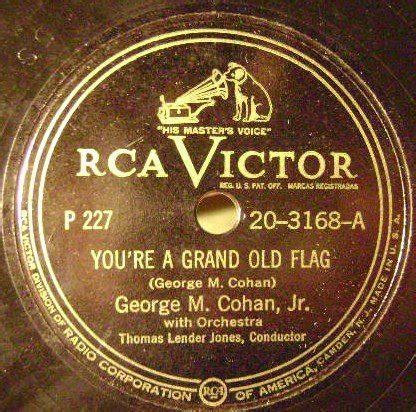 "HIS MASTER'S VOICE"
RCA VICTOR
REG. U.S. PAT. OFF. MARCAS REGISTRADAS
P 227
20-3168-A
YOU'RE A GRAND OLD FLAG
(George M. Cohan)
George M. Cohan, Jr.
with Orchestra
Thomas Lender Jones, Conductor
RCA VICTOR DIVISION OF RADIO CORPORATION RCA OF AMERICA, CAMDEN, N.J. MADE IN U.S.A.